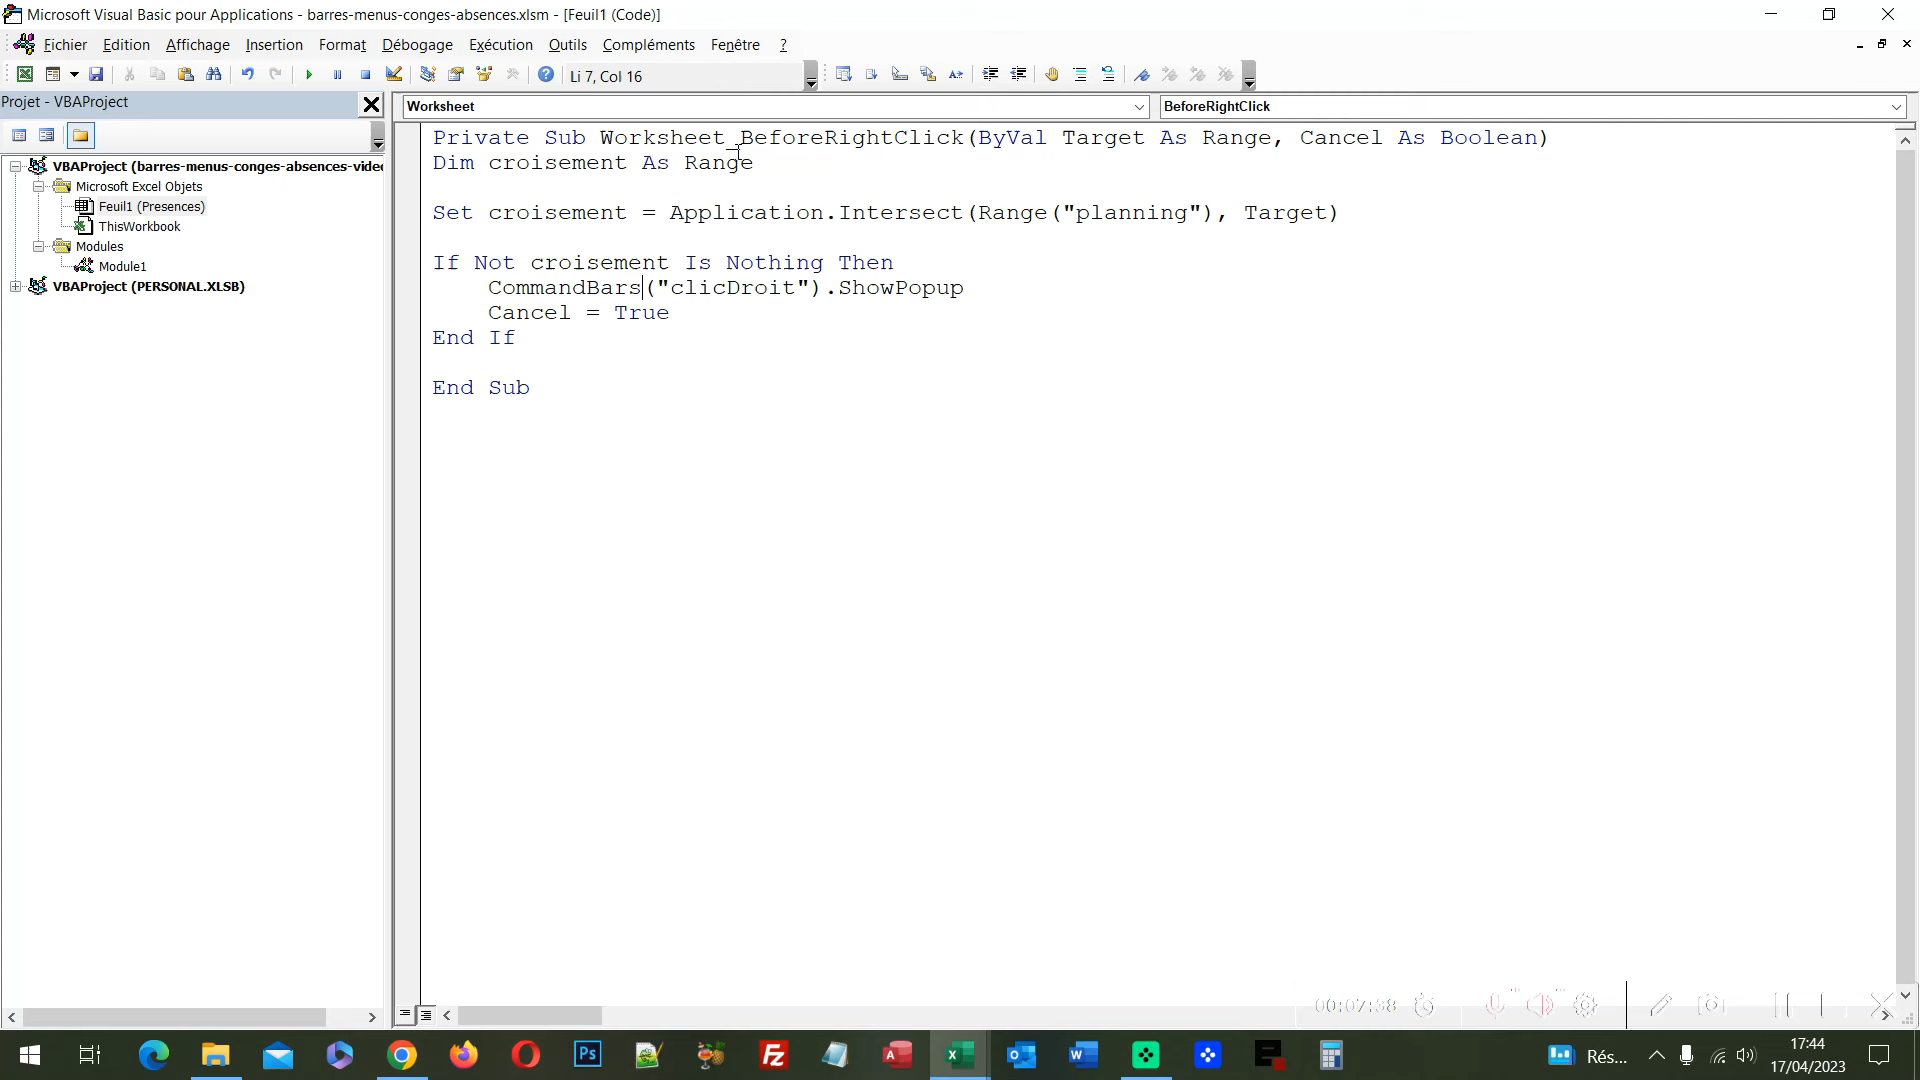 Microsoft Visual Basic pour Applications - barres-menus-conges-absences.xlsm - [Feuil1 (Code)]
Fichier Edition Affichage Insertion Format Débogage Exécution Outils Compléments Fenêtre ?
Li 7, Col 16
Projet - VBAProject
Worksheet
BeforeRightClick
VBAProject (barres-menus-conges-absences-vide
Microsoft Excel Objets
Feuil1 (Presences)
ThisWorkbook
Modules
Module1
VBAProject (PERSONAL.XLSB)
Private Sub Worksheet_BeforeRightClick(ByVal Target As Range, Cancel As Boolean)
Dim croisement As Range
Set croisement = Application.Intersect(Range("planning"), Target)
If Not croisement Is Nothing Then
CommandBars("clicDroit").ShowPopup
Cancel = True
End If
End Sub
00:07:38
Rés...
17:44
17/04/2023